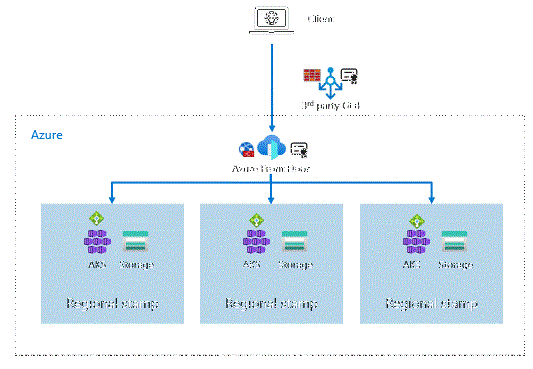 Client
3rd party GLB
Azure
Azure Front Door
AKS Storage
AKS Storage
AKS Storage
Regional stamp
Regional stamp
Regional stamp